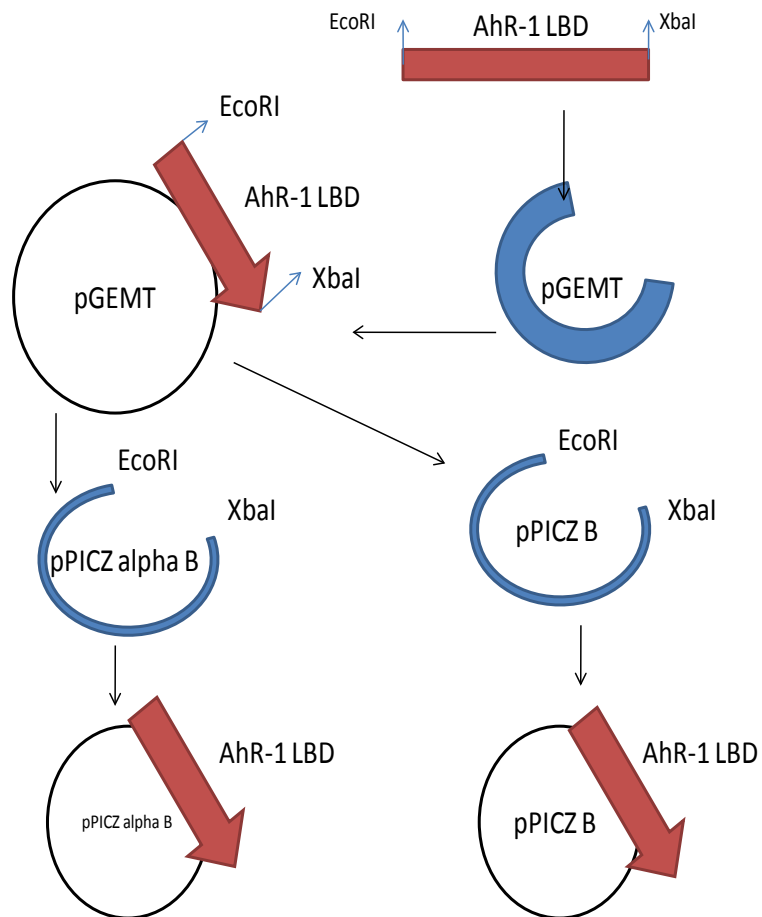 EcoRI
AhR-1 LBD
XbaI
EcoRI
AhR-1 LBD
XbaI
pGEMT
pGEMT
EcoRI
XbaI
pPICZ alpha B
EcoRI
XbaI
pPICZ B
AhR-1 LBD
pPICZ alpha B
AhR-1 LBD
pPICZ B